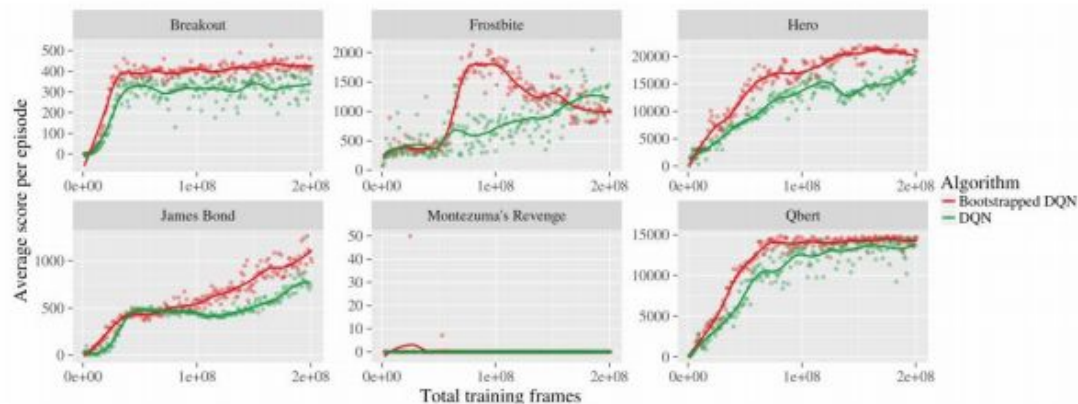 Breakout
Frostbite
Hero
500
400
300
200
100
0
2000
1500
1000
500
0
20000
15000
10000
5000
0
0e+00 1e+08 2e+08
0e+00 1e+08 2e+08
0e+00 1e+08 2e+08
James Bond
Montezuma's Revenge
Qbert
1000
500
0
50
40
30
20
10
5
0
15000
10000
5000
0
0e+00 1e+08 2e+08
0e+00 1e+08 2e+08
0e+00 1e+08 2e+08
Average score per episode
Total training frames
Algorithm
Bootstrapped DQN
DQN